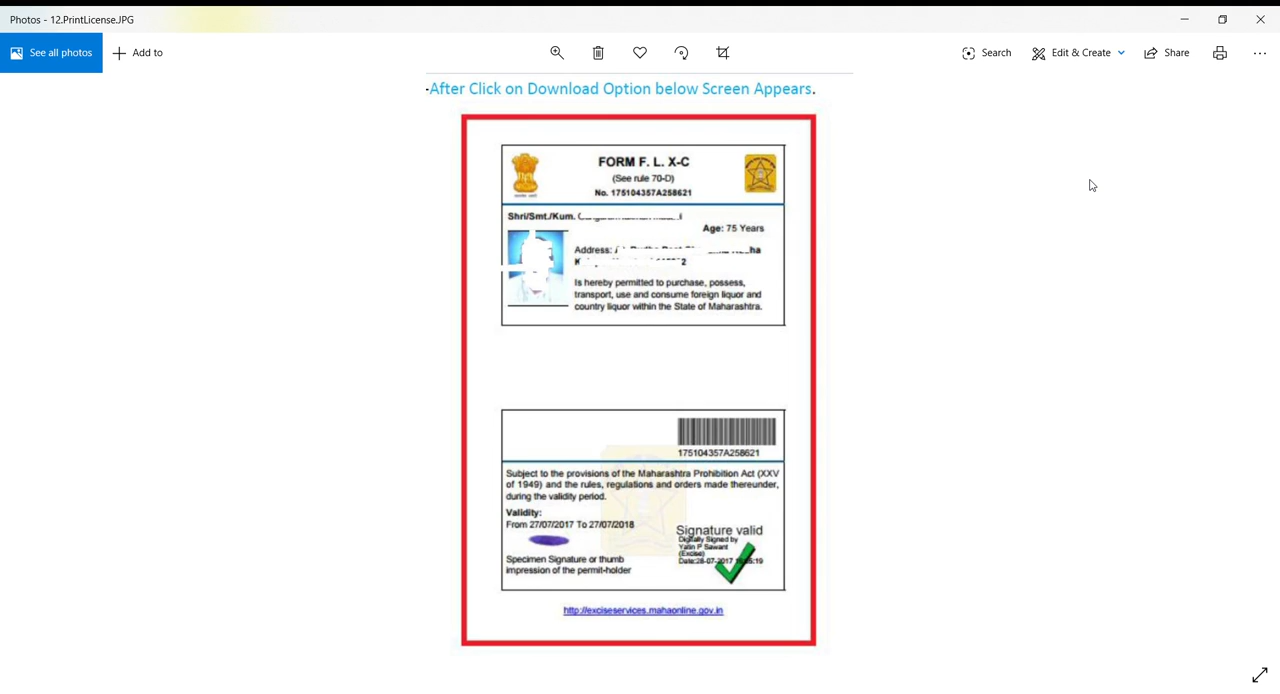 Photos - 12.PrintLicense.JPG
See all photos
Add to
Search
Edit & Create
Share
-After Click on Download Option below Screen Appears.
FORM F. L. X-C
(See rule 70-D)
No. 175104357A258621
Shri/Smt./Kum.
Age: 75 Years
Address:
Is hereby permitted to purchase, possess,
transport, use and consume foreign liquor and
country liquor within the State of Maharashtra.
175104357A258621
Subject to the provisions of the Maharashtra Prohibition Act (XXV
of 1949) and the rules, regulations and orders made thereunder,
during the validity period.
Validity:
From 27/07/2017 To 27/07/2018
Signature valid
Digitally Signed by
Yatin P Sawant
(Excise)
Date:28-07-2017
Specimen Signature or thumb
impression of the permit-holder
http://exciseservices.mahaonline.gov.in